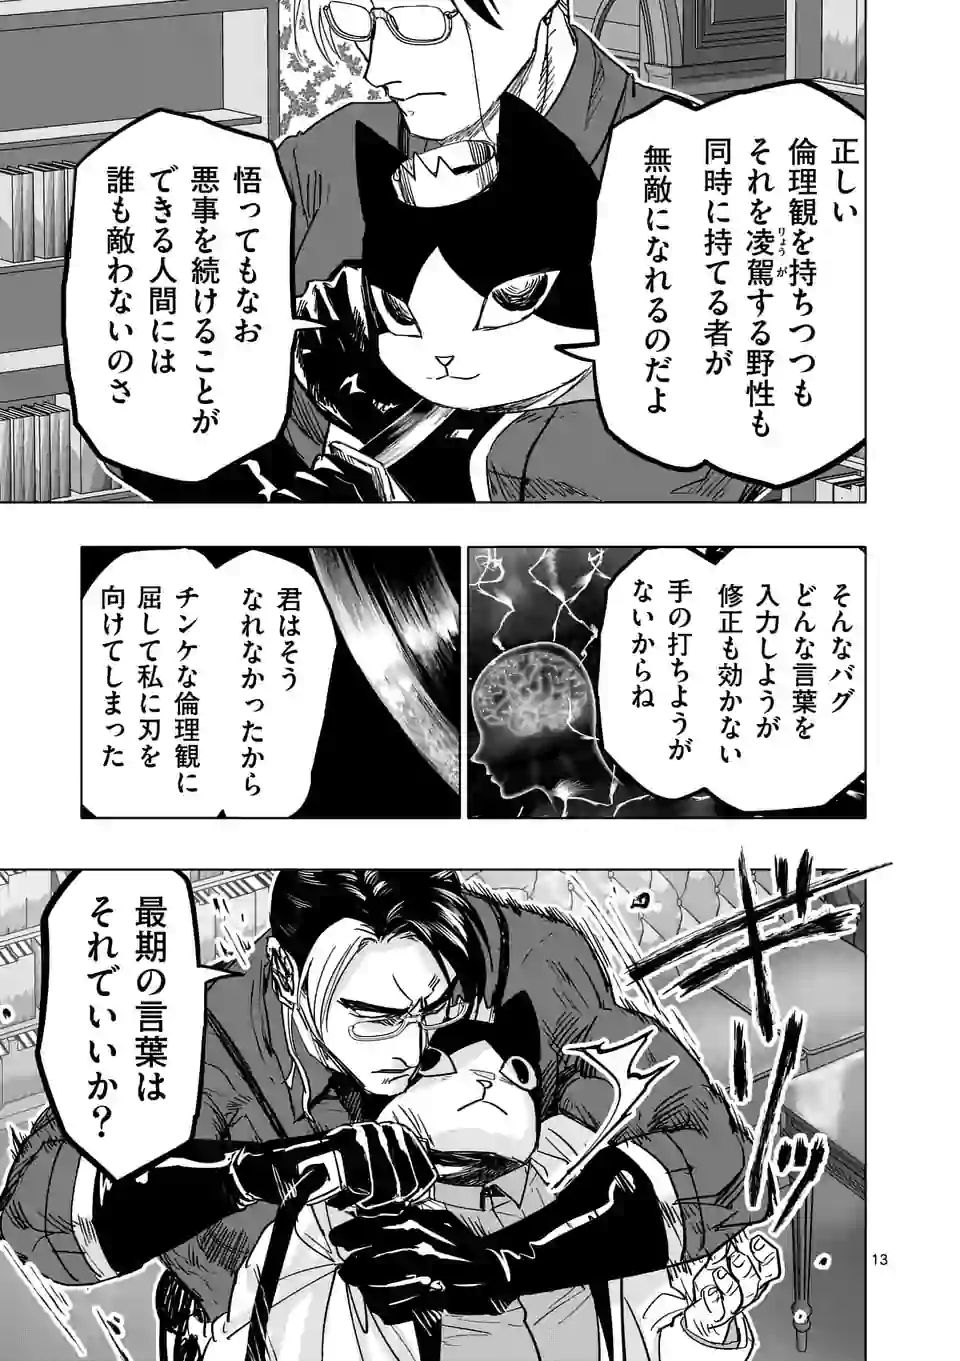 正しい
倫理観を持ちつつも
それを凌駕する野性も
りょうが
同時に持てる者が
無敵になれるのだよ
悟ってもなお
悪事を続けることが
できる人間には
誰も敵わないのさ
そんなバグ
どんな言葉を
入力しようが
修正も効かない
手の打ちようが
ないからね
君はそう
なれなかったから
チンケな倫理観に
屈して私に刃を
向けてしまった
最期の言葉は
それでいいか?
ギュッ
13